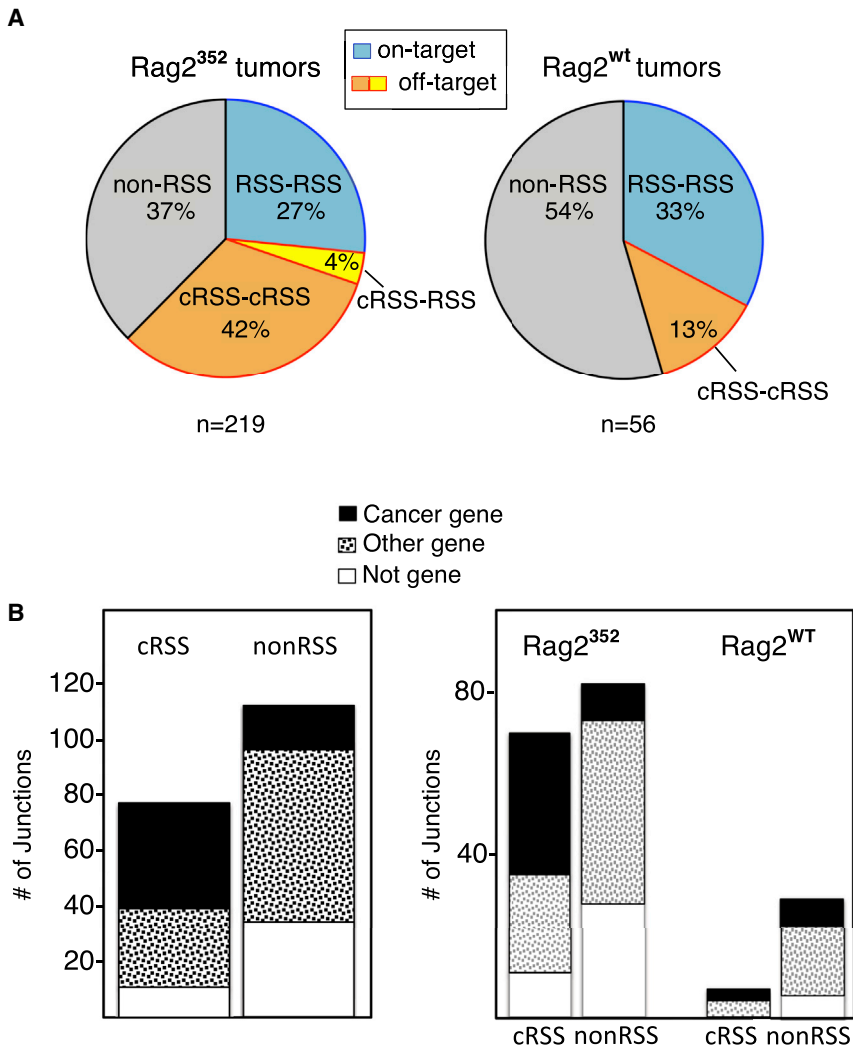 A
Rag2352 tumors
on-target
off-target
Rag2wt tumors
non-RSS
37%
RSS-RSS
27%
4%
cRSS-RSS
cRSS-cRSS
42%
n=219
non-RSS
54%
RSS-RSS
33%
13%
cRSS-cRSS
n=56
Cancer gene
Other gene
Not gene
B
cRSS nonRSS
120
100
80
60
40
20
# of Junctions
Rag2352 Rag2WT
80
40
# of Junctions
cRSS nonRSS cRSS nonRSS